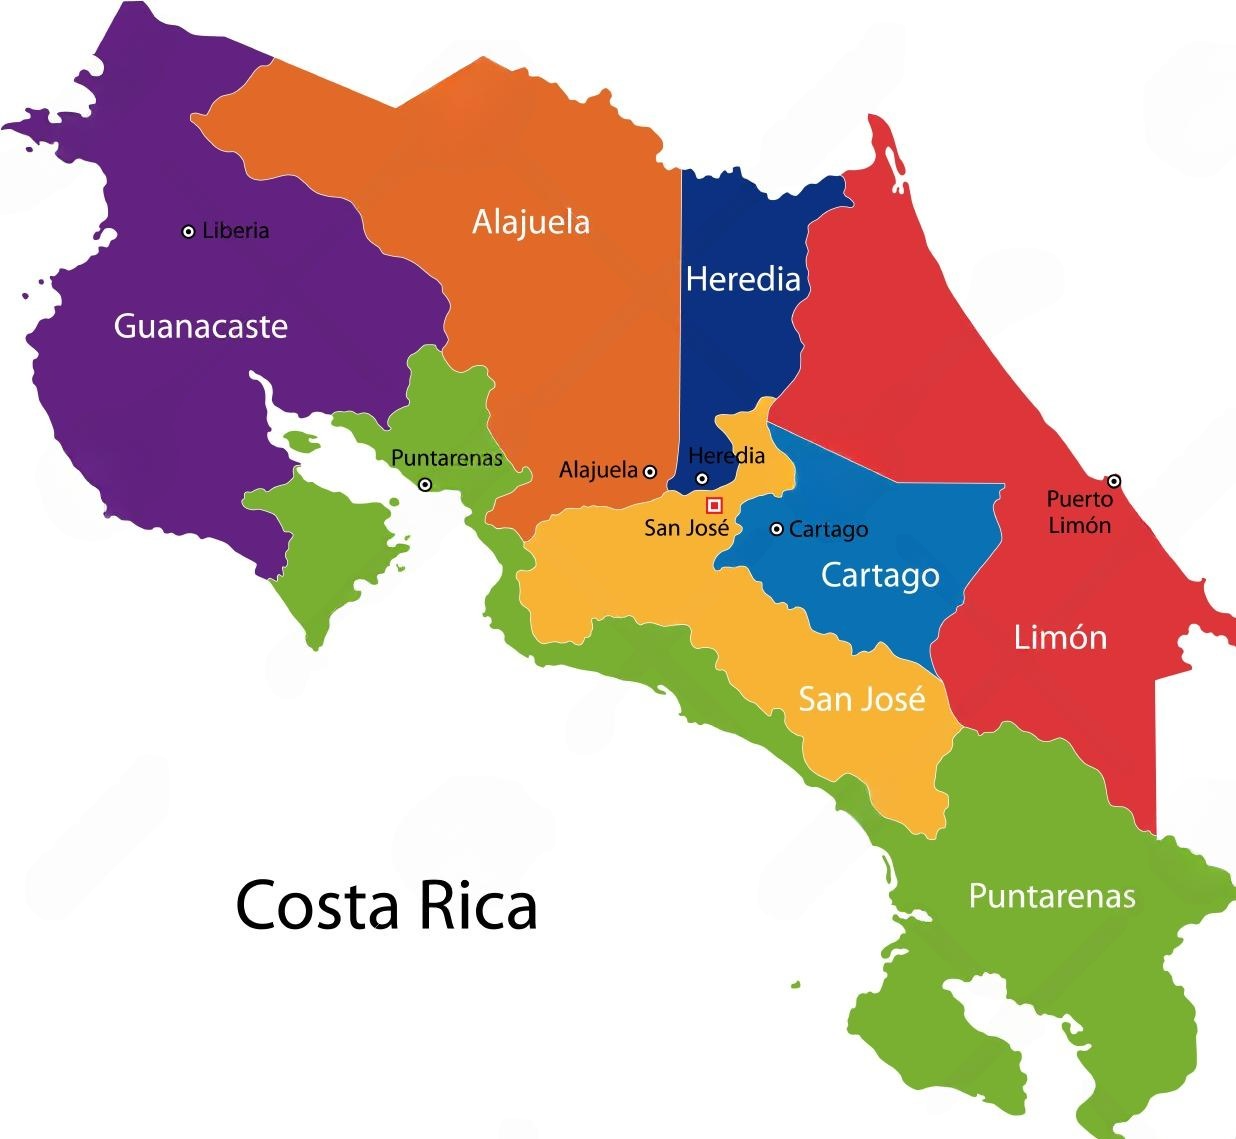 Alajuela
Liberia
Heredia
Guanacaste
Puntarenas
Alajuela
Heredia
San José
Cartago
Puerto
Limón
Cartago
Limón
San José
Puntarenas
Costa Rica